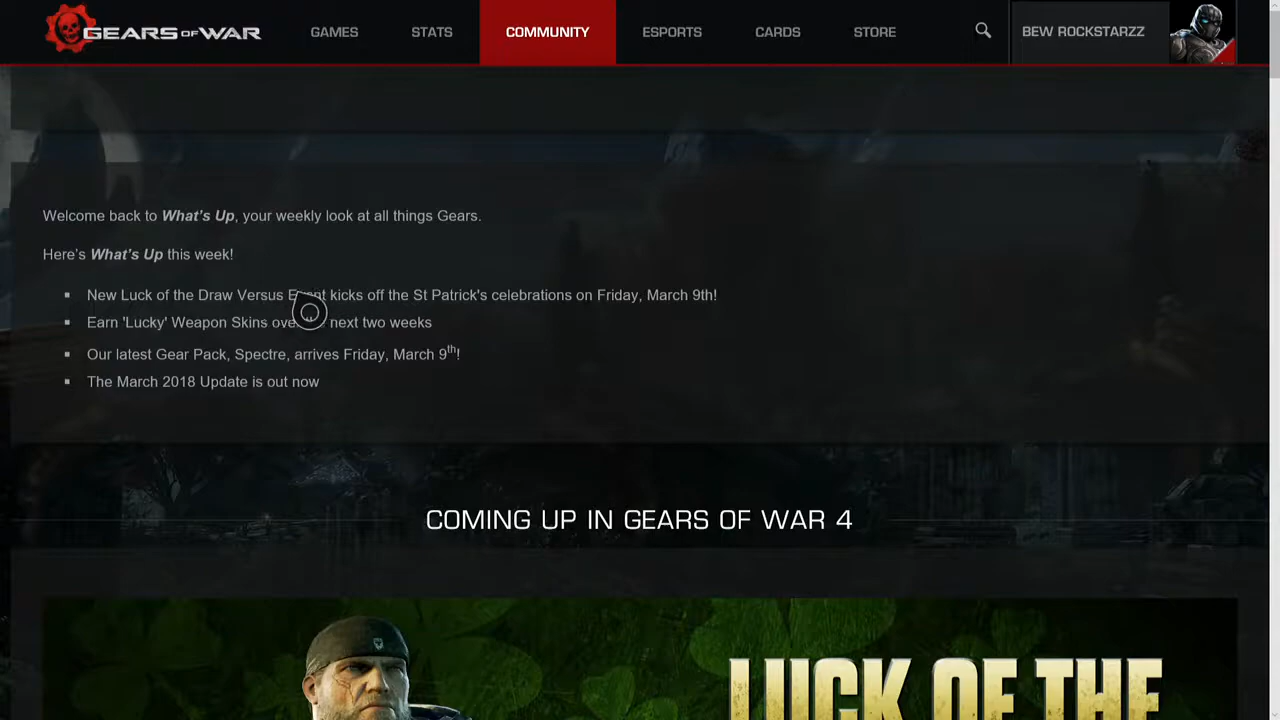 GEARS OF WAR GAMES STATS COMMUNITY ESPORTS CARDS STORE BEW ROCKSTARZZ
Welcome back to What's Up, your weekly look at all things Gears.
Here's What's Up this week!
▪ New Luck of the Draw Versus Event kicks off the St Patrick's celebrations on Friday, March 9th!
▪ Earn 'Lucky' Weapon Skins over the next two weeks
▪ Our latest Gear Pack, Spectre, arrives Friday, March 9th!
▪ The March 2018 Update is out now
COMING UP IN GEARS OF WAR 4
LUCK OF THE